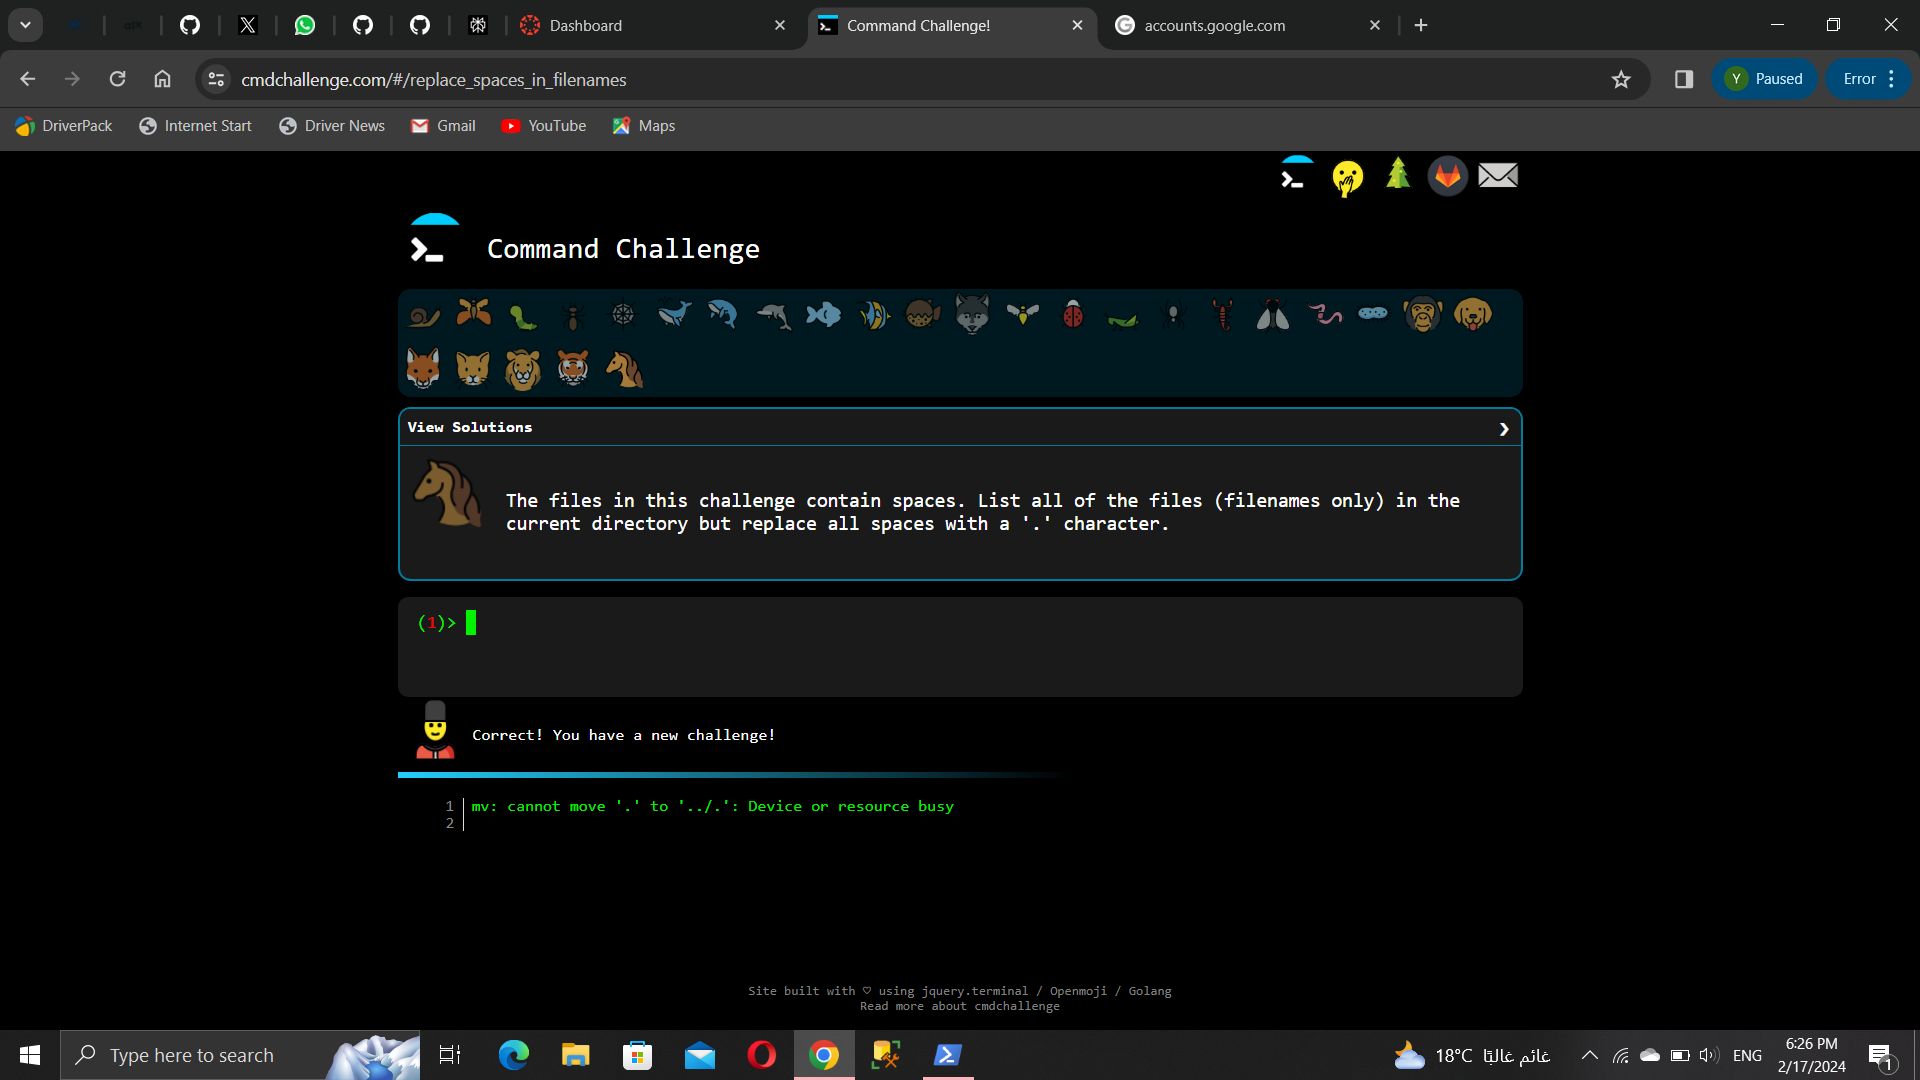 Dashboard
Command Challenge!
accounts.google.com
cmdchallenge.com/#/replace_spaces_in_filenames
Y Paused
Error
DriverPack
Internet Start
Driver News
Gmail
YouTube
Maps
Command Challenge
View Solutions
The files in this challenge contain spaces. List all of the files (filenames only) in the
current directory but replace all spaces with a '.' character.
(1)>
Correct! You have a new challenge!
1 mv: cannot move '.' to '../.': Device or resource busy
2
Site built with ♡ using jquery.terminal / Openmoji / Golang
Read more about cmdchallenge
Type here to search
18°C غائم غالبًا
ENG
6:26 PM
2/17/2024
1